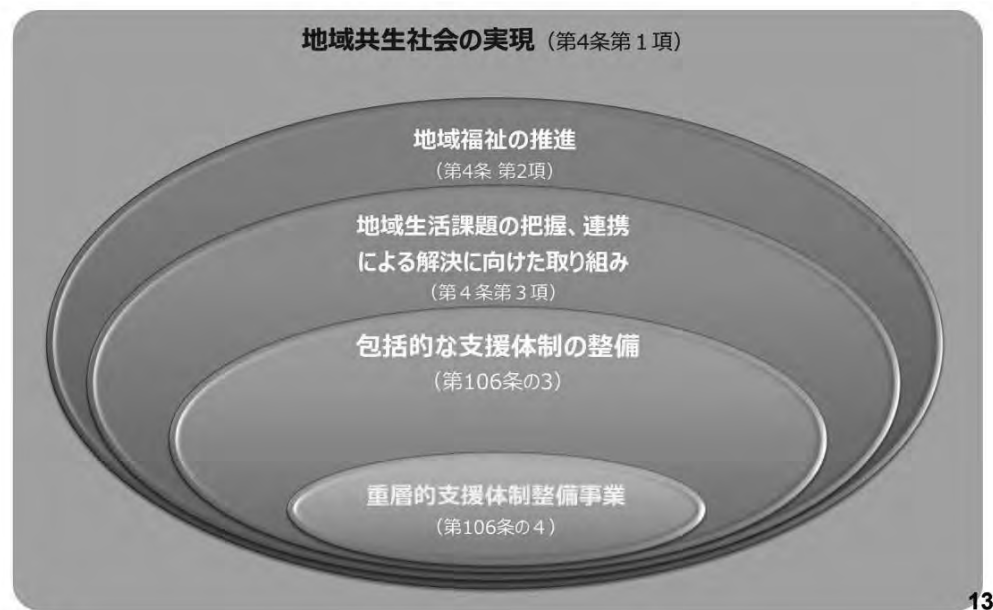 地域共生社会の実現（第4条第１項）
地域福祉の推進
（第4条 第2項）
地域生活課題の把握、連携
による解決に向けた取り組み
（第４条第３項）
包括的な支援体制の整備
（第106条の3）
重層的支援体制整備事業
（第106条の４）
13